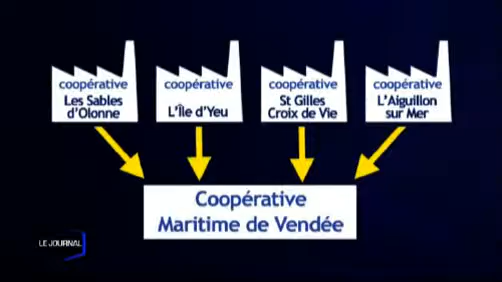 coopérative
Les Sables
d'Olonne
coopérative
L'Île d'Yeu
coopérative
St Gilles
Croix de Vie
coopérative
L'Aiguillon
sur Mer
Coopérative
Maritime de Vendée
LE JOURNAL